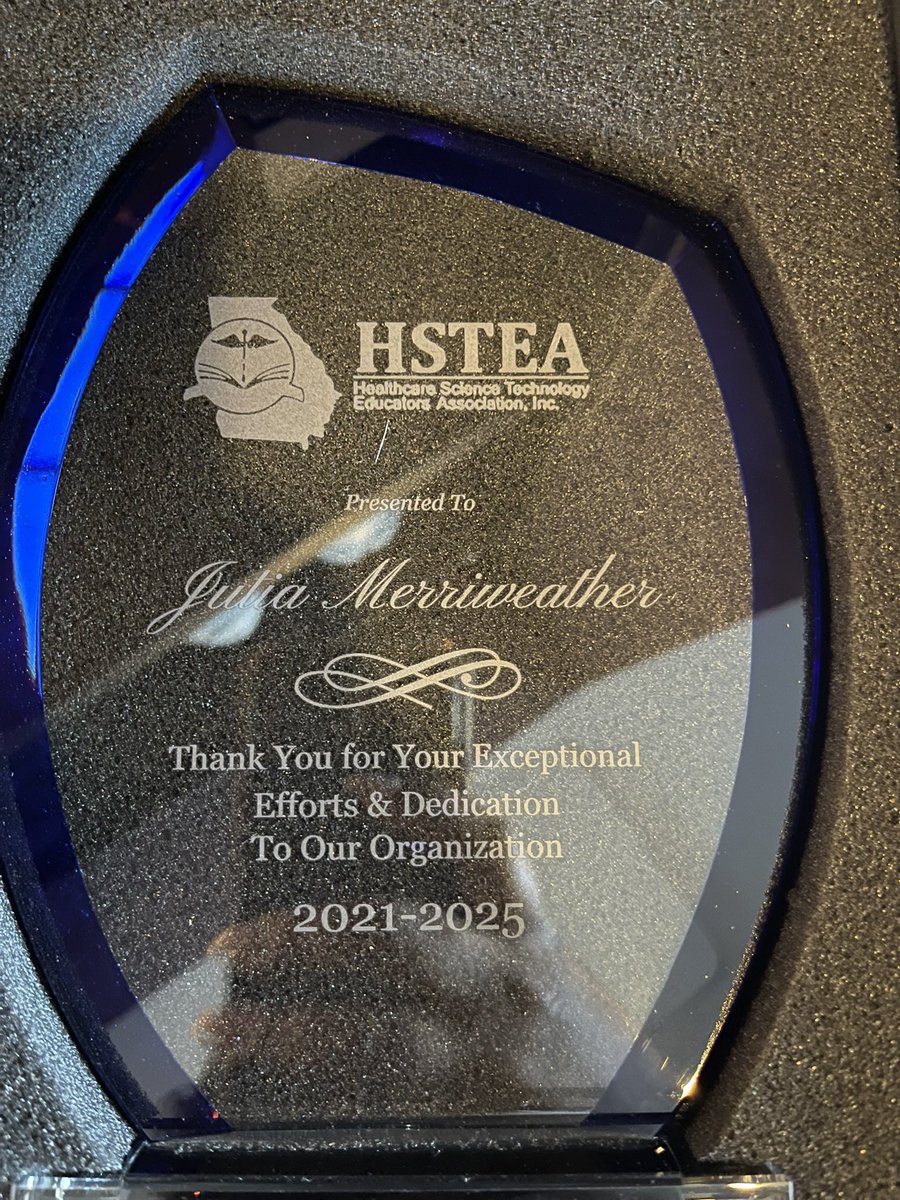 HSTEA
Healthcare Science Technology
Educators Association, Inc.
Presented To
Julia Merriweather
Thank You for Your Exceptional
Efforts & Dedication
To Our Organization
2021-2025